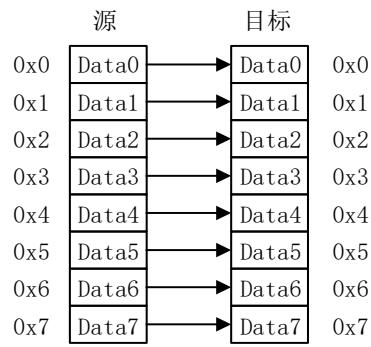 源 目标
0x0 Data0 Data0 0x0
0x1 Data1 Data1 0x1
0x2 Data2 Data2 0x2
0x3 Data3 Data3 0x3
0x4 Data4 Data4 0x4
0x5 Data5 Data5 0x5
0x6 Data6 Data6 0x6
0x7 Data7 Data7 0x7